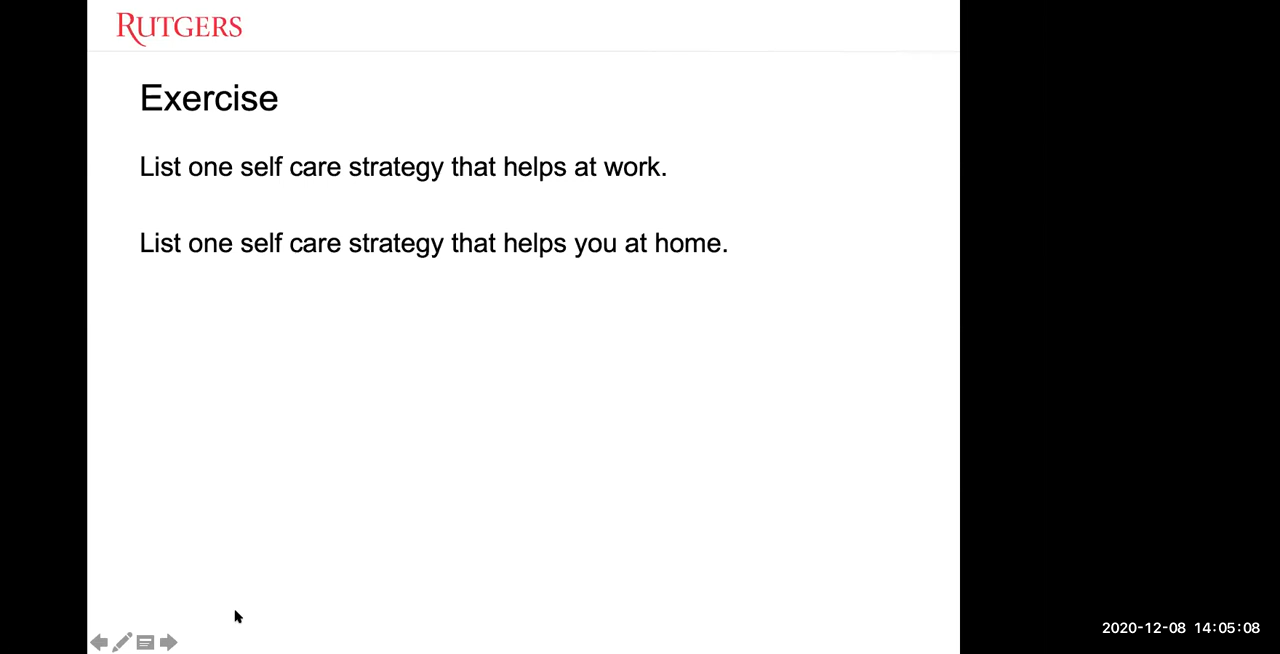 RUTGERS
Exercise
List one self care strategy that helps at work.
List one self care strategy that helps you at home.
2020-12-08 14:05:08